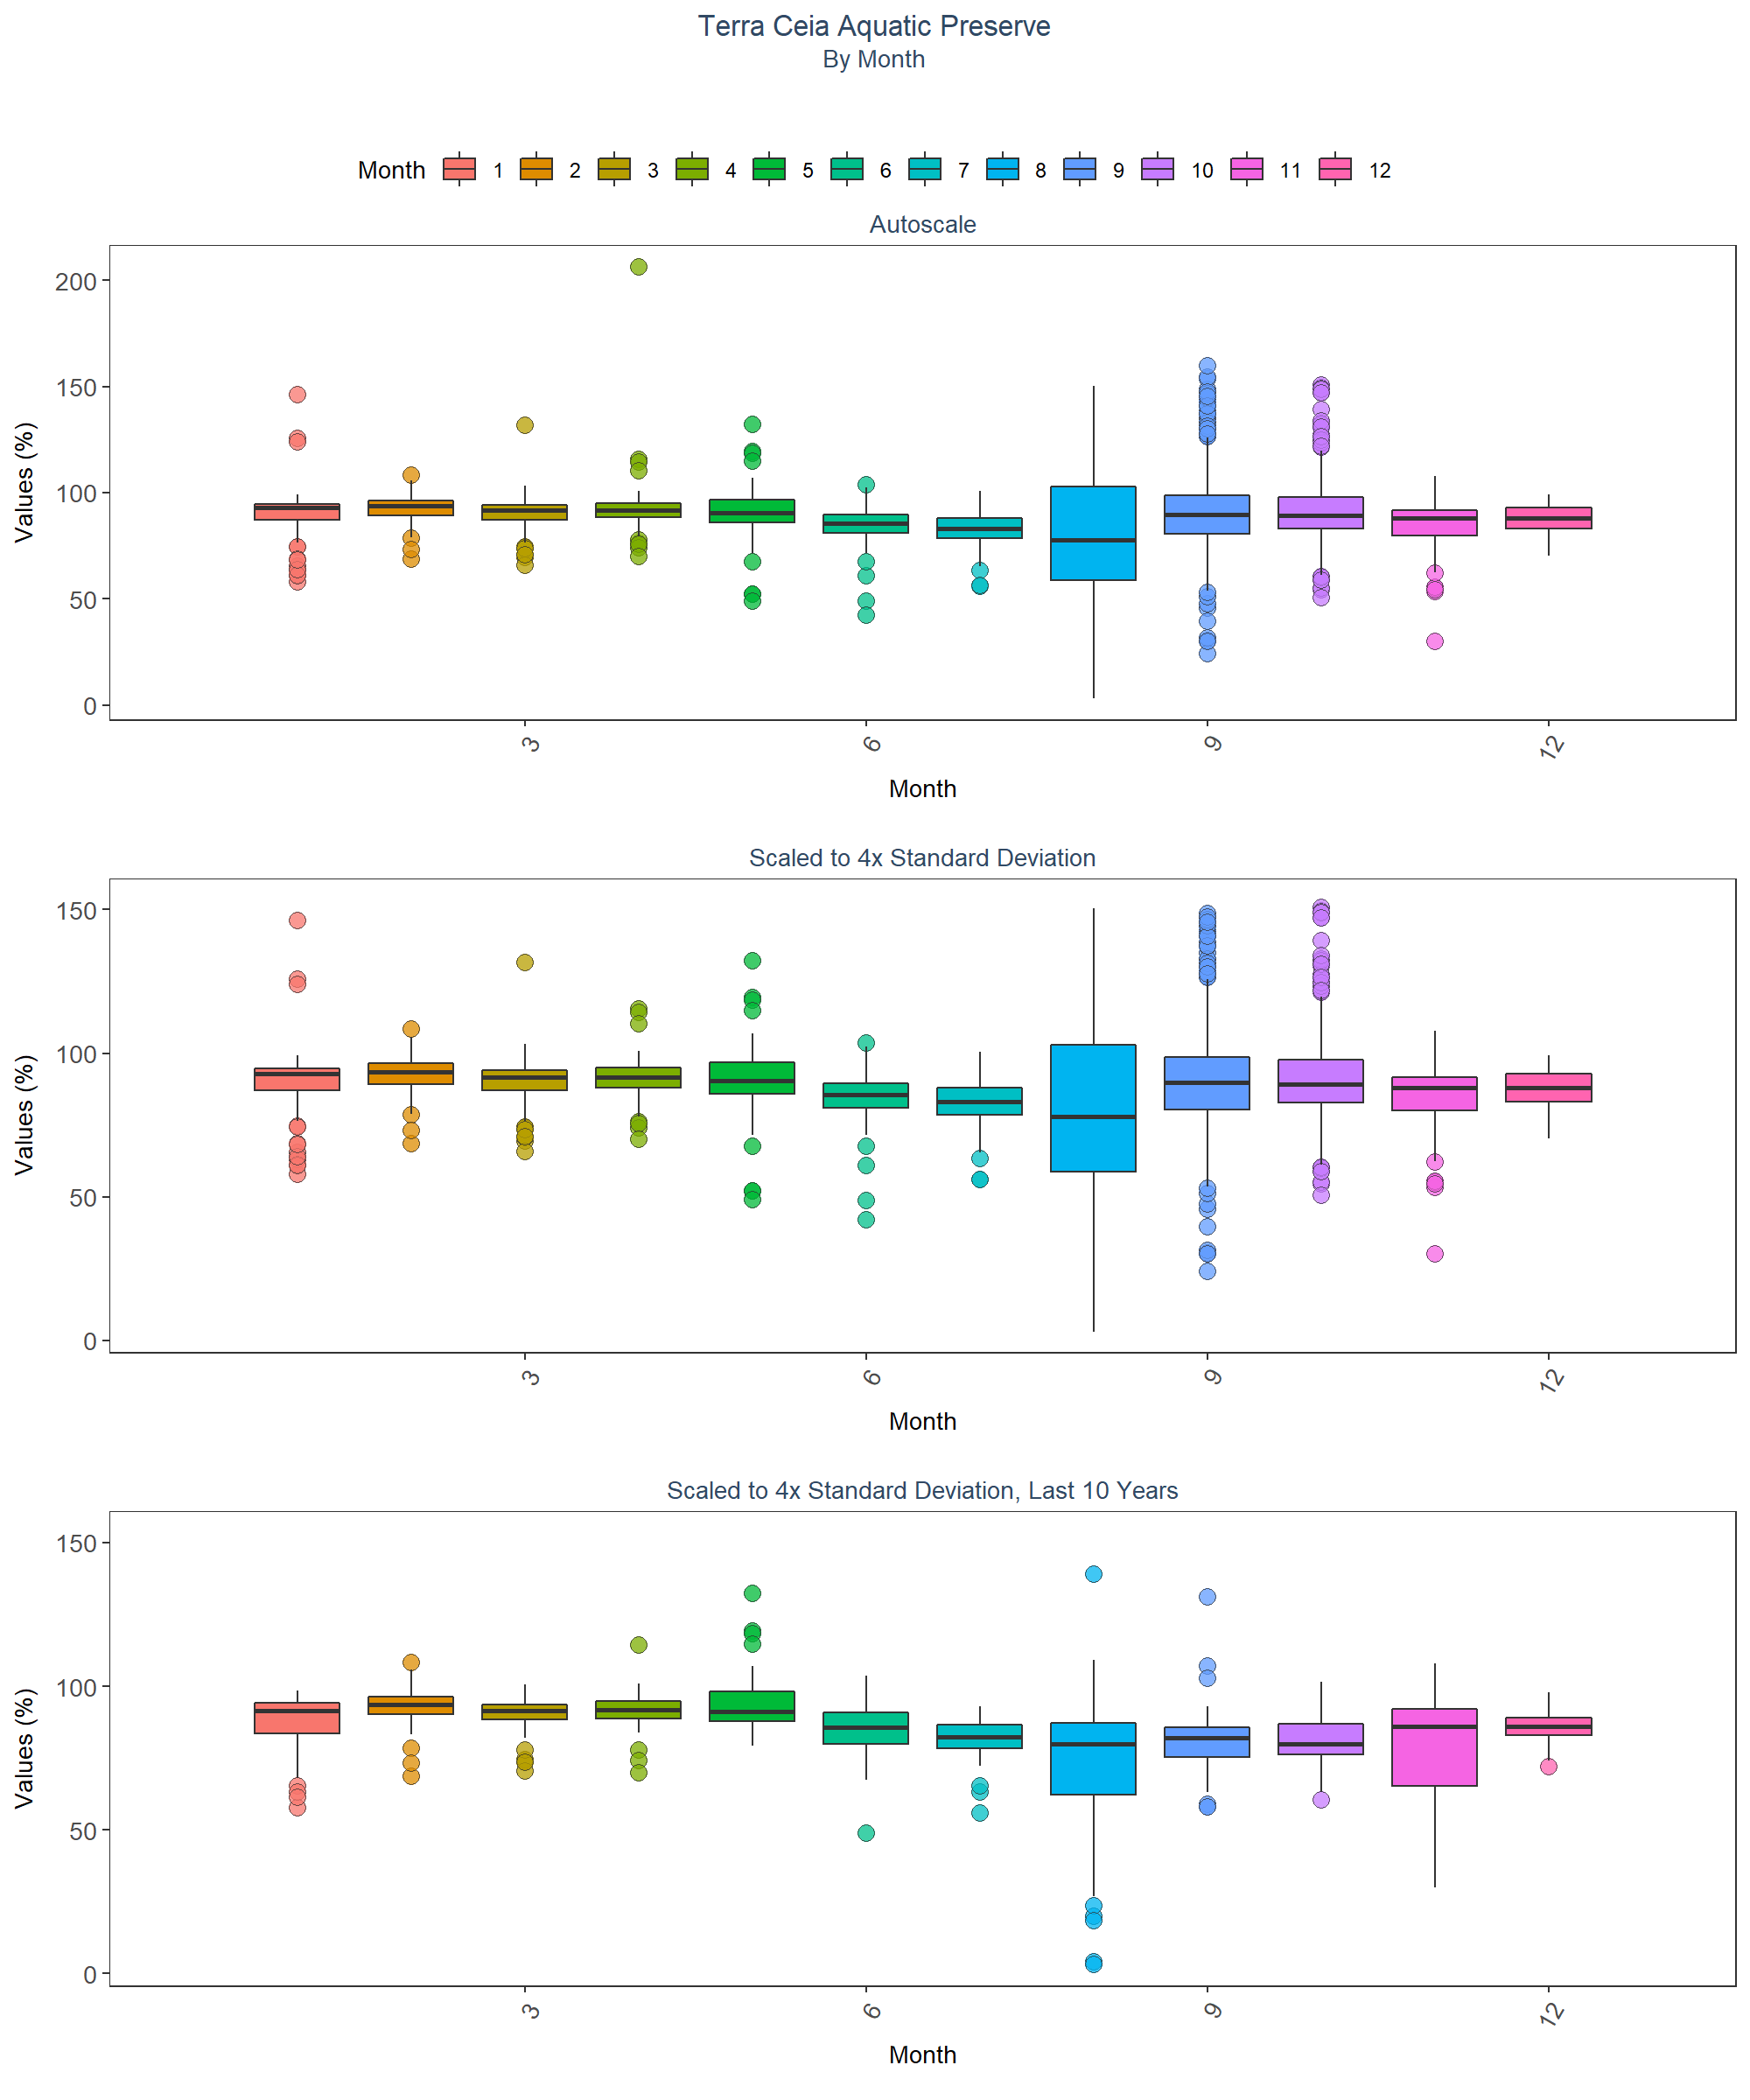 Terra Ceia Aquatic Preserve
By Month
Month 1 2 3 4 5 6 7 8 9 10 11 12
Autoscale
Values (%)
200
150
100
50
0
3 6 9 12
Month
Scaled to 4x Standard Deviation
Values (%)
150
100
50
0
3 6 9 12
Month
Scaled to 4x Standard Deviation, Last 10 Years
Values (%)
150
100
50
0
3 6 9 12
Month